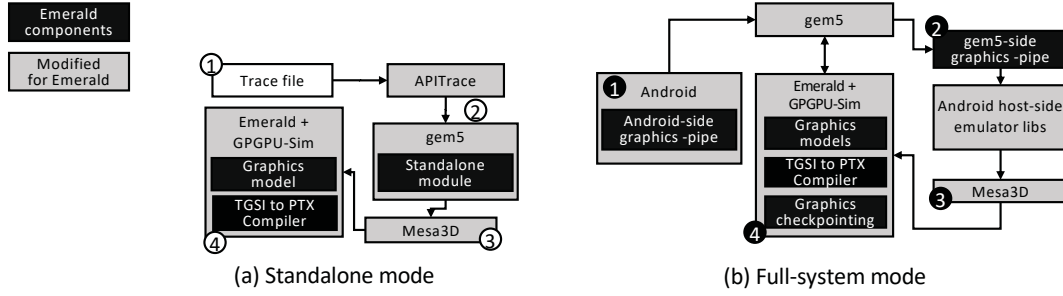 Emerald
components
Modified
for Emerald
1
Trace file
APITrace
2
Emerald +
GPGPU-Sim
Graphics
model
TGSI to PTX
Compiler
4
gem5
Standalone
module
Mesa3D
3
(a) Standalone mode
gem5
2
gem5-side
graphics -pipe
1
Android
Android-side
graphics -pipe
Emerald +
GPGPU-Sim
Graphics
models
TGSI to PTX
Compiler
Graphics
checkpointing
4
Android host-side
emulator libs
Mesa3D
3
(b) Full-system mode